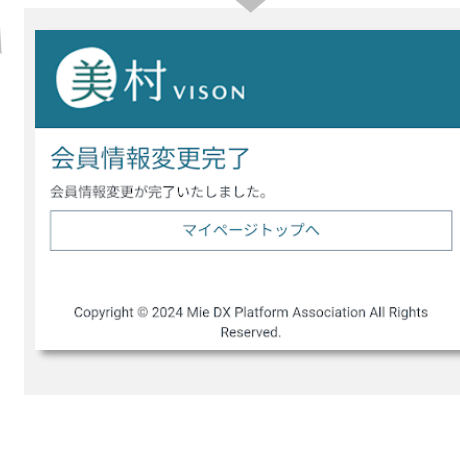 美村 VISON
会員情報変更完了
会員情報変更が完了いたしました。
マイページトップへ
Copyright © 2024 Mie DX Platform Association All Rights
Reserved.